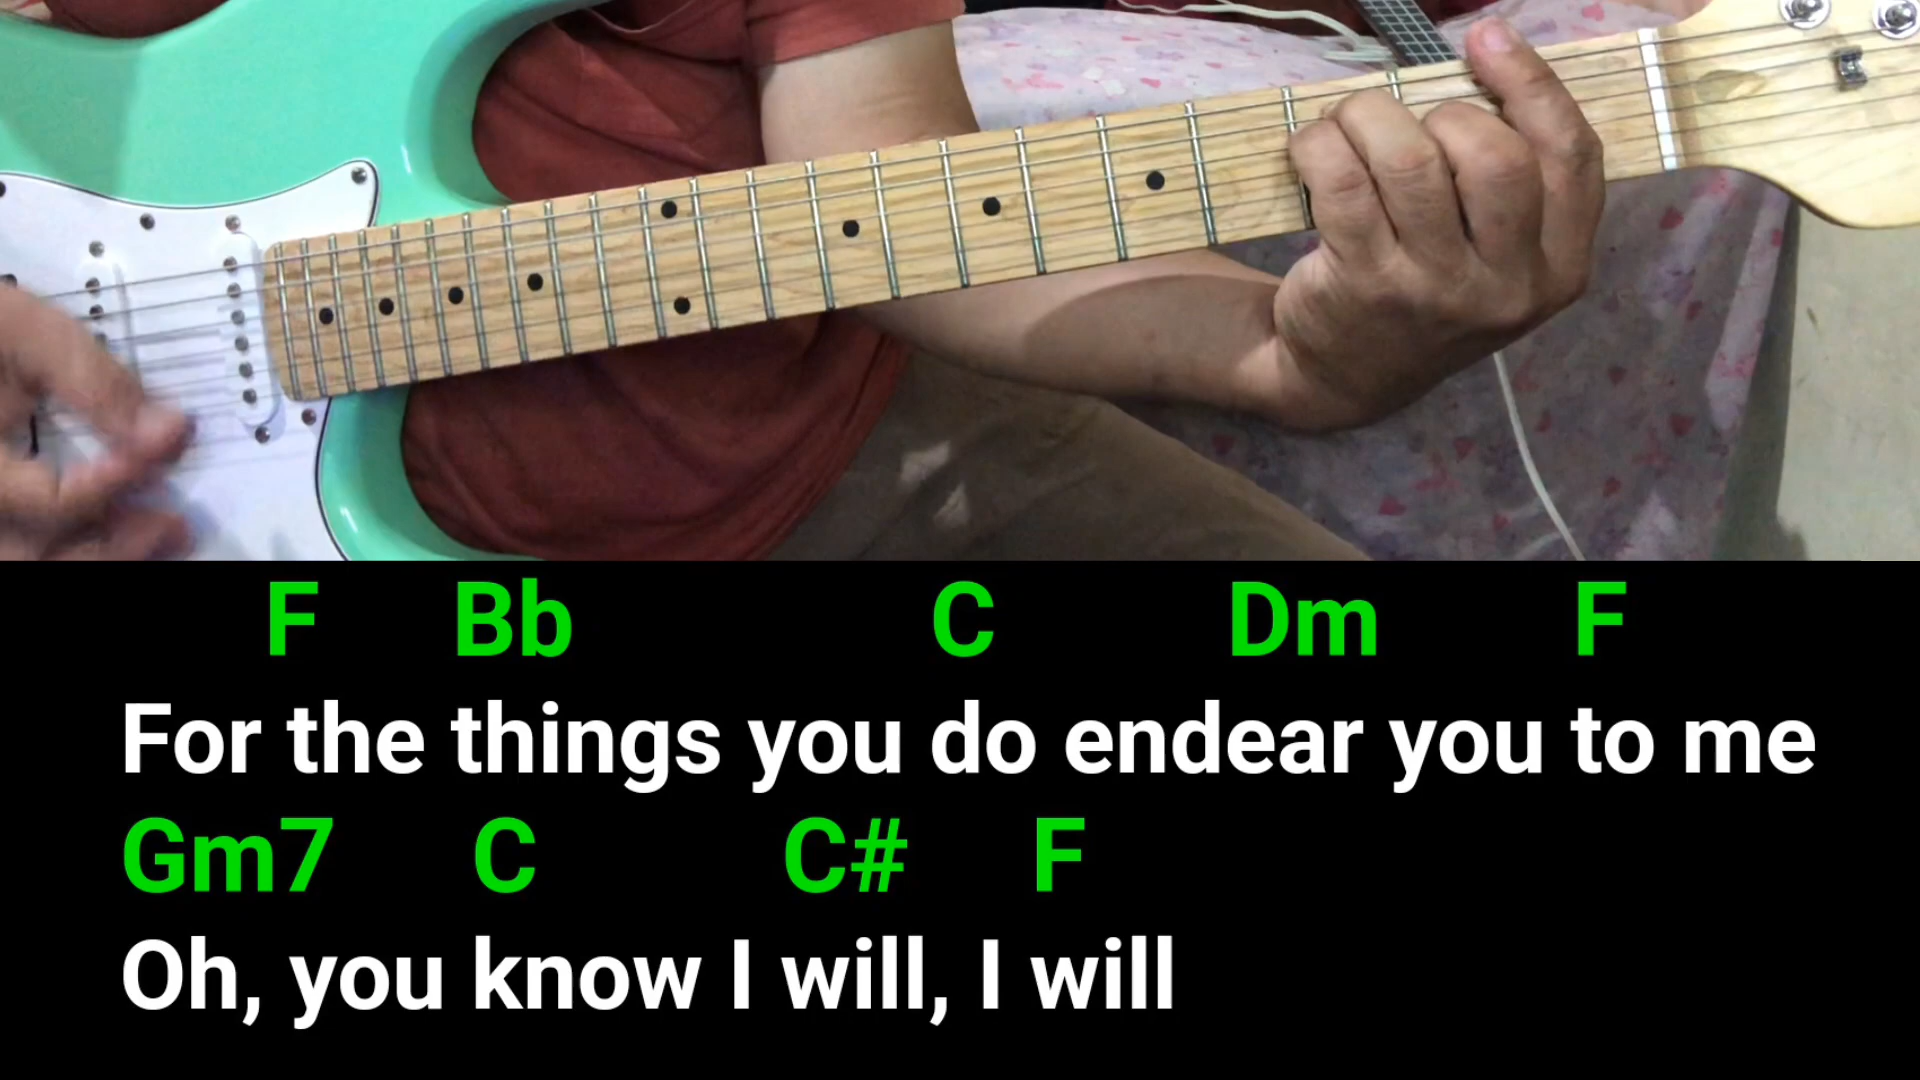 F Bb C Dm F
For the things you do endear you to me
Gm7 C C# F
Oh, you know I will, I will